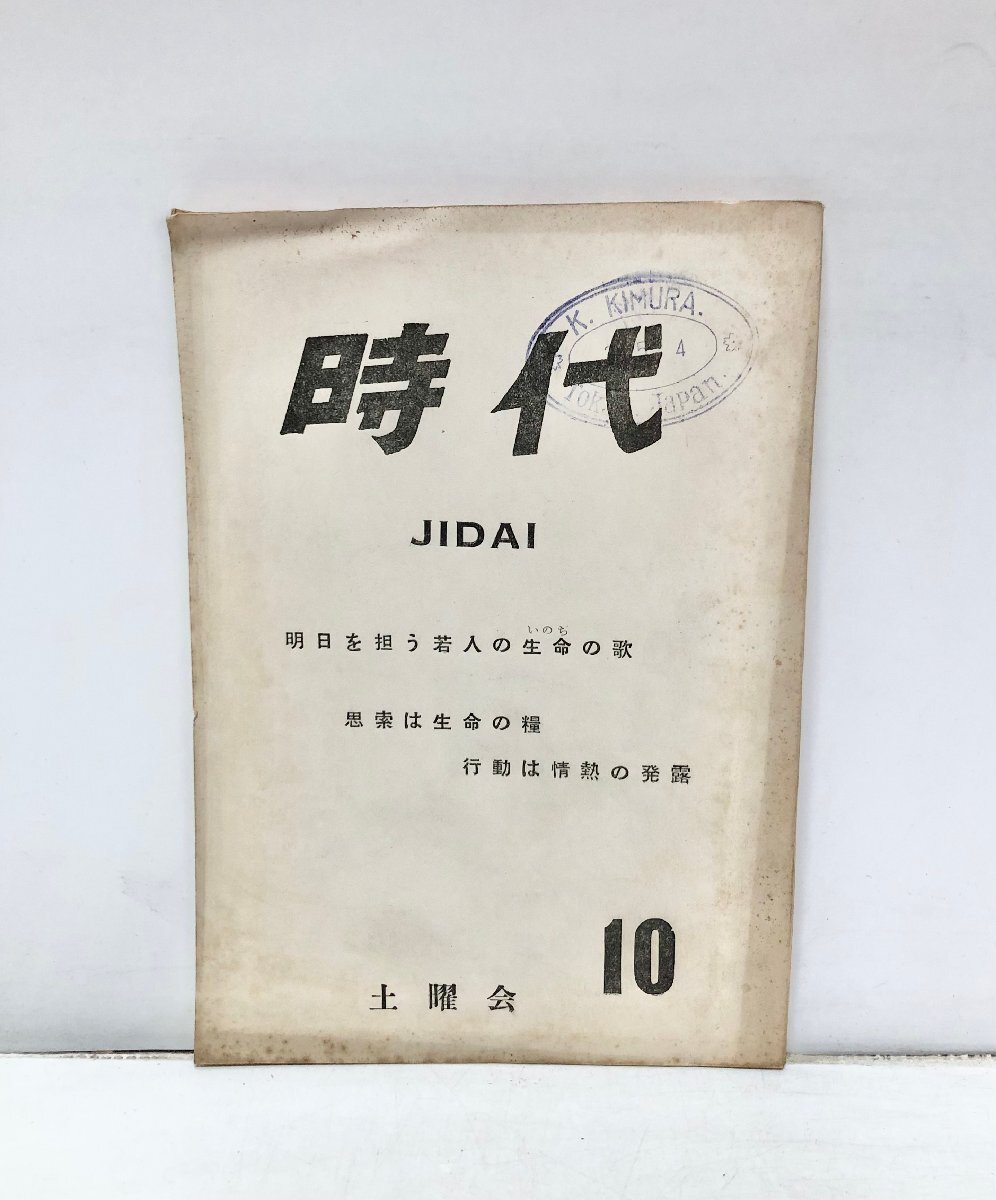 K. KIMURA.
4
Japan.
時代
JIDAI
いのち
明日を担う若人の生命の歌
思索は生命の糧
行動は情熱の発露
10
土曜会